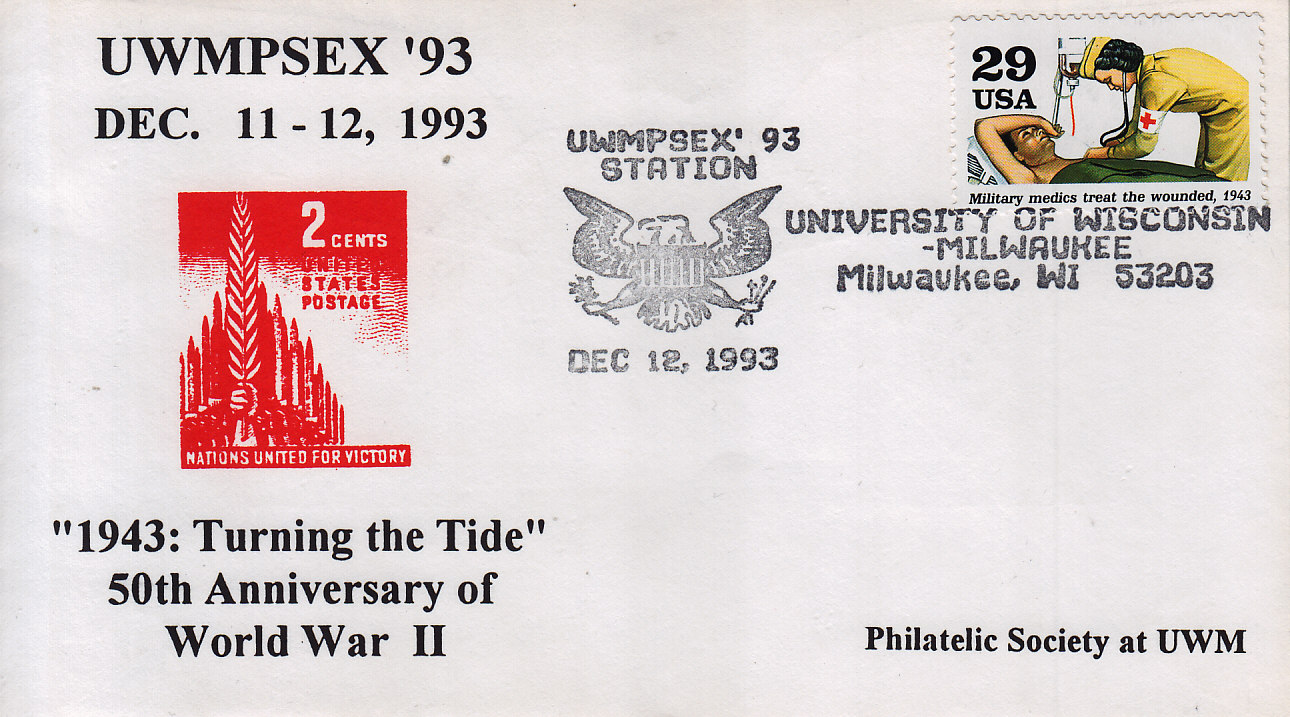 UWMPSEX '93
DEC. 11 - 12, 1993
2 CENTS
UNITED
STATES
POSTAGE
NATIONS UNITED FOR VICTORY
"1943: Turning the Tide"
50th Anniversary of
World War II
UWMPSEX' 93
STATION
DEC 12, 1993
29
USA
Military medics treat the wounded, 1943
UNIVERSITY OF WISCONSIN
-MILWAUKEE
Milwaukee, WI 53203
Philatelic Society at UWM